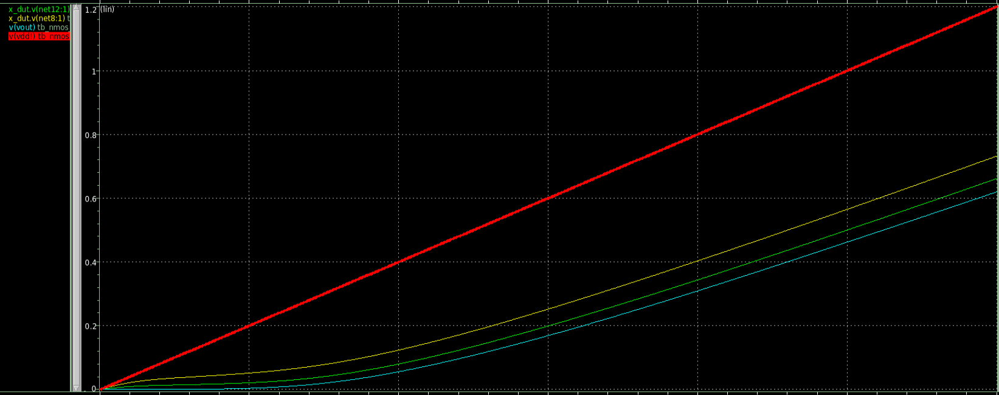 x_dut.v(net12:1)
x_dut.v(net8:1) t
v(vout) tb_nmos_
v(vdd!) tb_nmos
1.2 (lin)
1
0.8
0.6
0.4
0.2
0